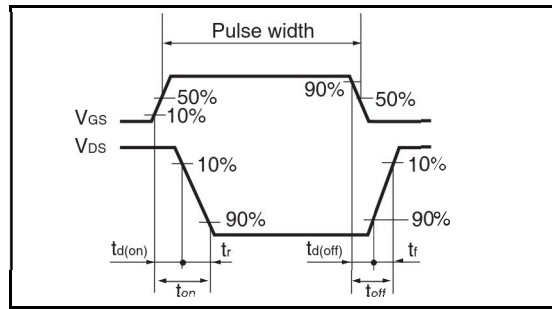 Pulse width
90%
50%
50%
10%
VGS
VDS
10%
10%
90%
90%
td(on)
tr
td(off)
tf
ton
toff